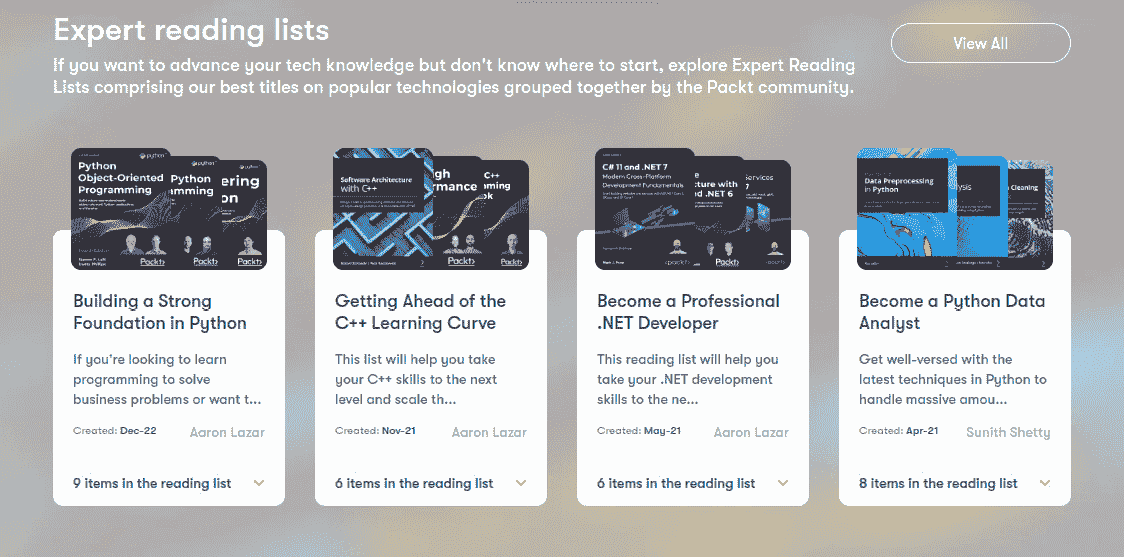 Expert reading lists
View All
If you want to advance your tech knowledge but don't know where to start, explore Expert Reading
Lists comprising our best titles on popular technologies grouped together by the Packt community.
Python
Object-Oriented
Programming
python
Packt
Software Architecture
with C++
C++
Packt
C# 11 and .NET 7
Modern Cross-Platform
Development Fundamentals
Services
cture with
d .NET 6
Packt
Data Preprocessing
in Python
Cleaning
Building a Strong
Foundation in Python
If you're looking to learn
programming to solve
business problems or want t...
Created: Dec-22
Aaron Lazar
9 items in the reading list
Getting Ahead of the
C++ Learning Curve
This list will help you take
your C++ skills to the next
level and scale th...
Created: Nov-21
Aaron Lazar
6 items in the reading list
Become a Professional
.NET Developer
This reading list will help you
take your .NET development
skills to the ne...
Created: May-21
Aaron Lazar
6 items in the reading list
Become a Python Data
Analyst
Get well-versed with the
latest techniques in Python to
handle massive amou...
Created: Apr-21
Sunith Shetty
8 items in the reading list